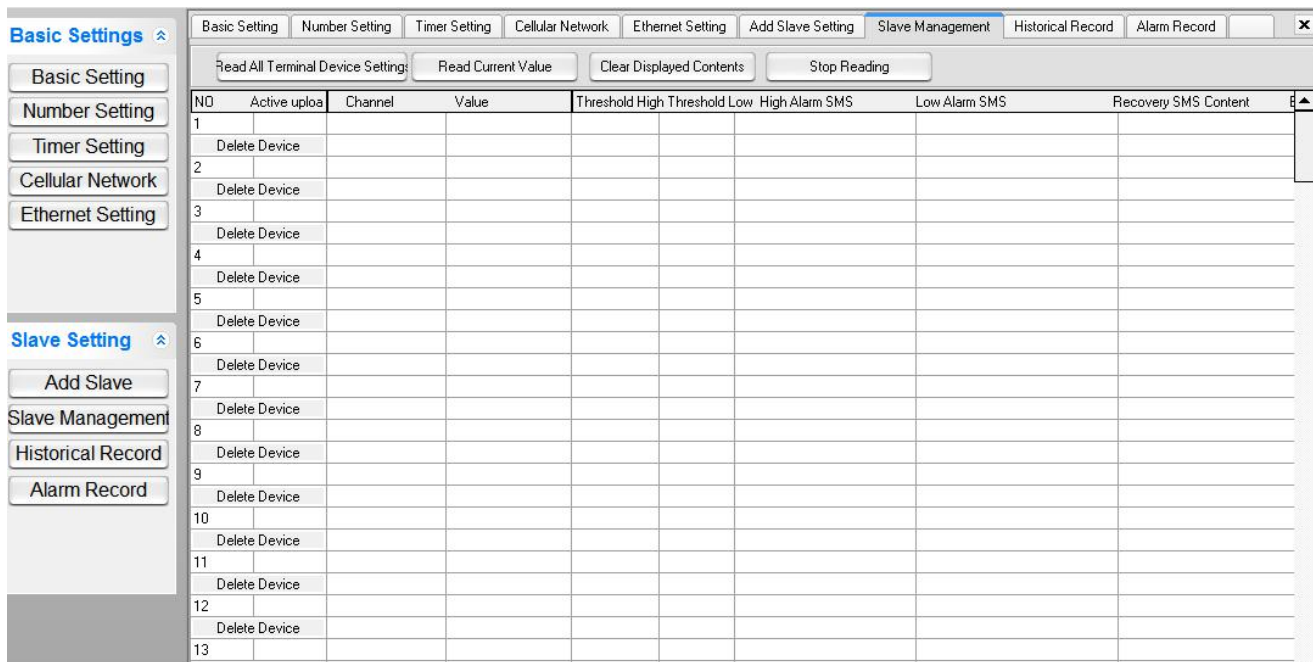 Basic Settings
Basic Setting
Number Setting
Timer Setting
Cellular Network
Ethernet Setting
Slave Setting
Add Slave
Slave Management
Historical Record
Alarm Record
Basic Setting Number Setting Timer Setting Cellular Network Ethernet Setting Add Slave Setting Slave Management Historical Record Alarm Record
Read All Terminal Device Settings Read Current Value Clear Displayed Contents Stop Reading
NO Active uploa Channel Value Threshold High Threshold Low High Alarm SMS Low Alarm SMS Recovery SMS Content
1
Delete Device
2
Delete Device
3
Delete Device
4
Delete Device
5
Delete Device
6
Delete Device
7
Delete Device
8
Delete Device
9
Delete Device
10
Delete Device
11
Delete Device
12
Delete Device
13